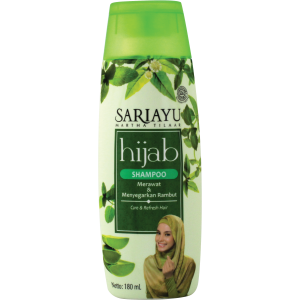 SARIAYU
MARTHA TILAAR
hijab
SHAMPOO
Merawat
&
Menyegarkan Rambut
Care & Refresh Hair
Netto: 180 ml